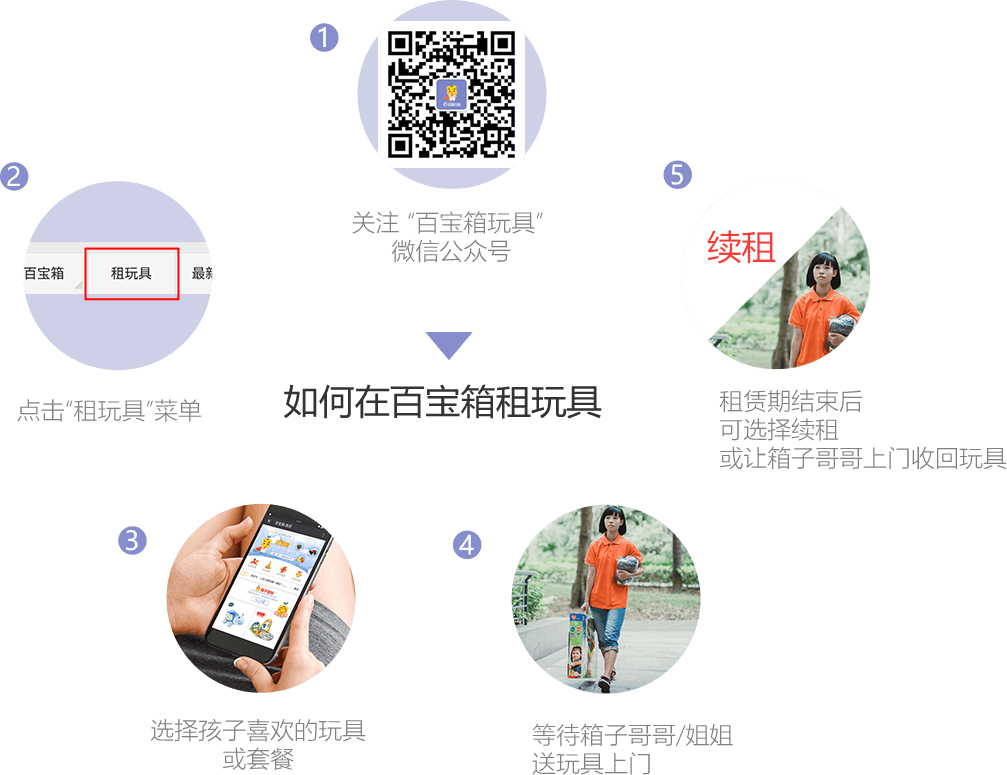 1
关注 “百宝箱玩具”
微信公众号
2
百宝箱
租玩具
最新
点击“租玩具”菜单
如何在百宝箱租玩具
3
选择孩子喜欢的玩具
或套餐
4
等待箱子哥哥/姐姐
送玩具上门
5
续租
租赁期结束后
可选择续租
或让箱子哥哥上门收回玩具